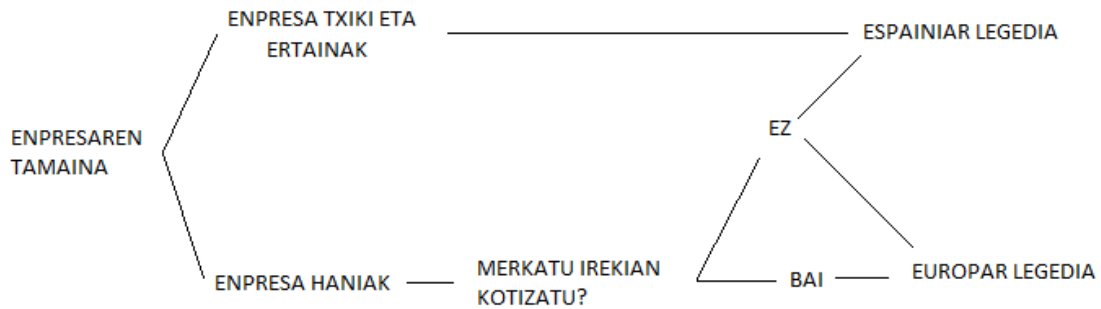 ENPRESA TXIKI ETA
ERTAINAK
ESPAINIAR LEGEDIA
EZ
ENPRESAREN
TAMAINA
ENPRESA HANIAK
MERKATU IREKIAN
KOTIZATU?
BAI
EUROPAR LEGEDIA